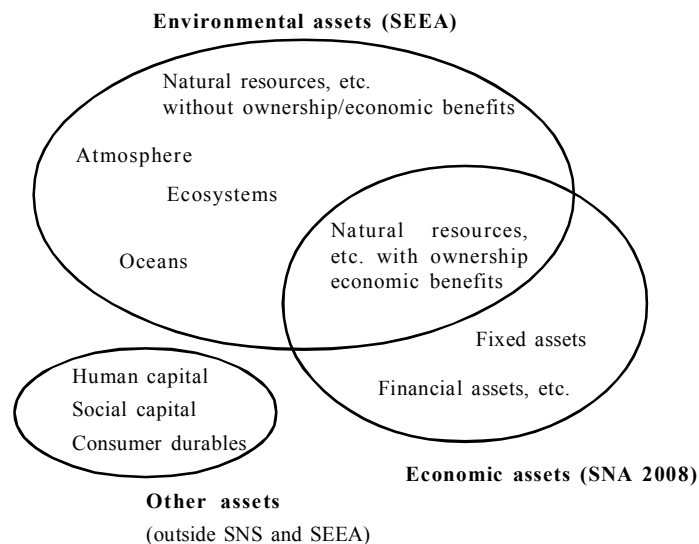 Environmental assets (SEEA)
Natural resources, etc.
without ownership/economic benefits
Atmosphere
Ecosystems
Natural resources,
etc. with ownership
economic benefits
Oceans
Fixed assets
Human capital
Financial assets, etc.
Social capital
Consumer durables
Economic assets (SNA 2008)
Other assets
(outside SNS and SEEA)